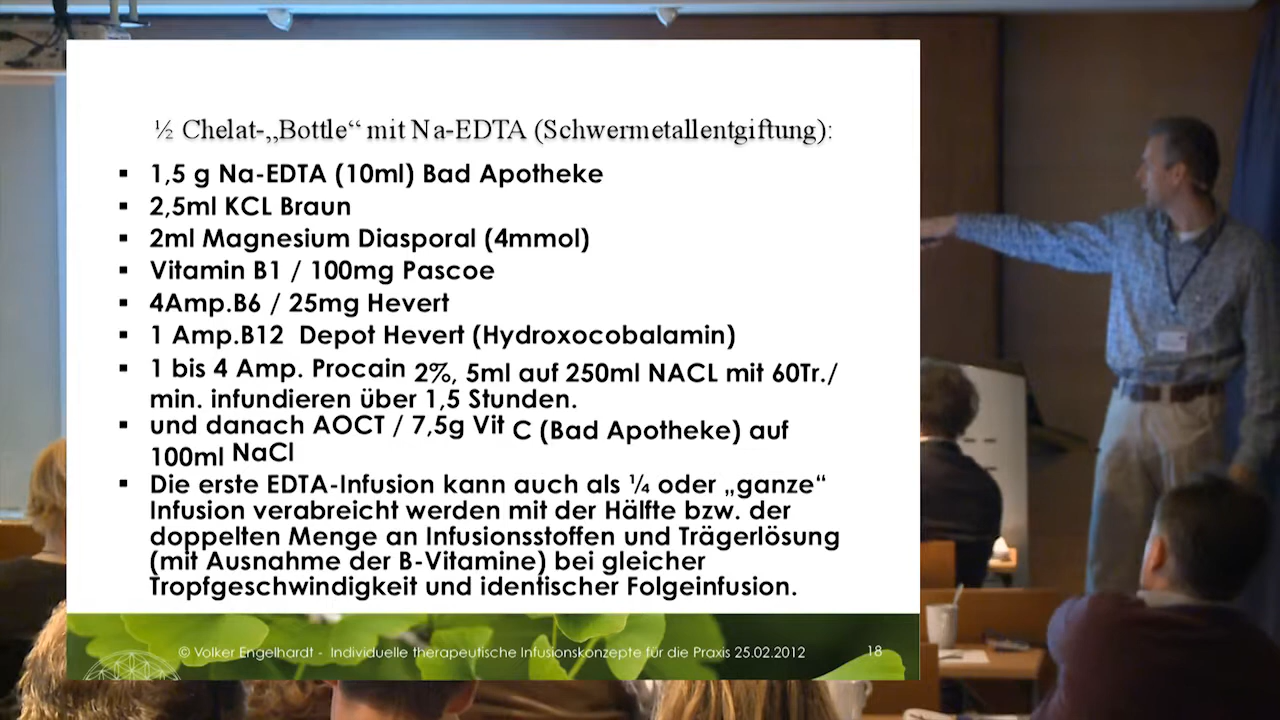 ½ Chelat-„Bottle“ mit Na-EDTA (Schwermetallentgiftung):
▪ 1,5 g Na-EDTA (10ml) Bad Apotheke
▪ 2,5ml KCL Braun
▪ 2ml Magnesium Diasporal (4mmol)
▪ Vitamin B1 / 100mg Pascoe
▪ 4Amp.B6 / 25mg Hevert
▪ 1 Amp.B12 Depot Hevert (Hydroxocobalamin)
▪ 1 bis 4 Amp. Procain 2%, 5ml auf 250ml NACL mit 60Tr./
min. infundieren über 1,5 Stunden.
▪ und danach AOCT / 7,5g Vit C (Bad Apotheke) auf
100ml NaCl
▪ Die erste EDTA-Infusion kann auch als ¼ oder „ganze“
Infusion verabreicht werden mit der Hälfte bzw. der
doppelten Menge an Infusionsstoffen und Trägerlösung
(mit Ausnahme der B-Vitamine) bei gleicher
Tropfgeschwindigkeit und identischer Folgeinfusion.
© Volker Engelhardt - Individuelle therapeutische Infusionskonzepte für die Praxis 25.02.2012
18